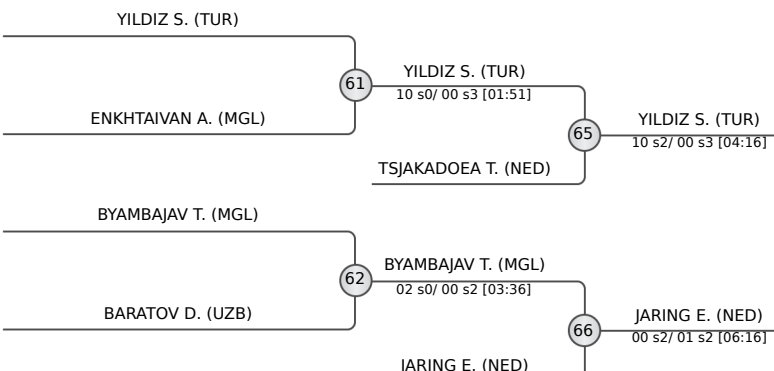 YILDIZ S. (TUR)
61
YILDIZ S. (TUR)
10 s0/ 00 s3 [01:51]
ENKHTAIVAN A. (MGL)
65
YILDIZ S. (TUR)
10 s2/ 00 s3 [04:16]
TSJAKADOEA T. (NED)
BYAMBAJAV T. (MGL)
62
BYAMBAJAV T. (MGL)
02 s0/ 00 s2 [03:36]
BARATOV D. (UZB)
66
JARING E. (NED)
00 s2/ 01 s2 [06:16]
JARING E. (NED)